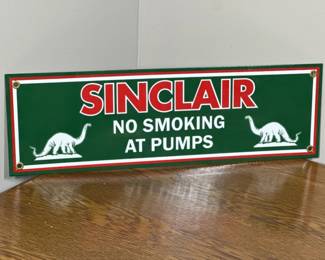 SINCLAIR
NO SMOKING
AT PUMPS